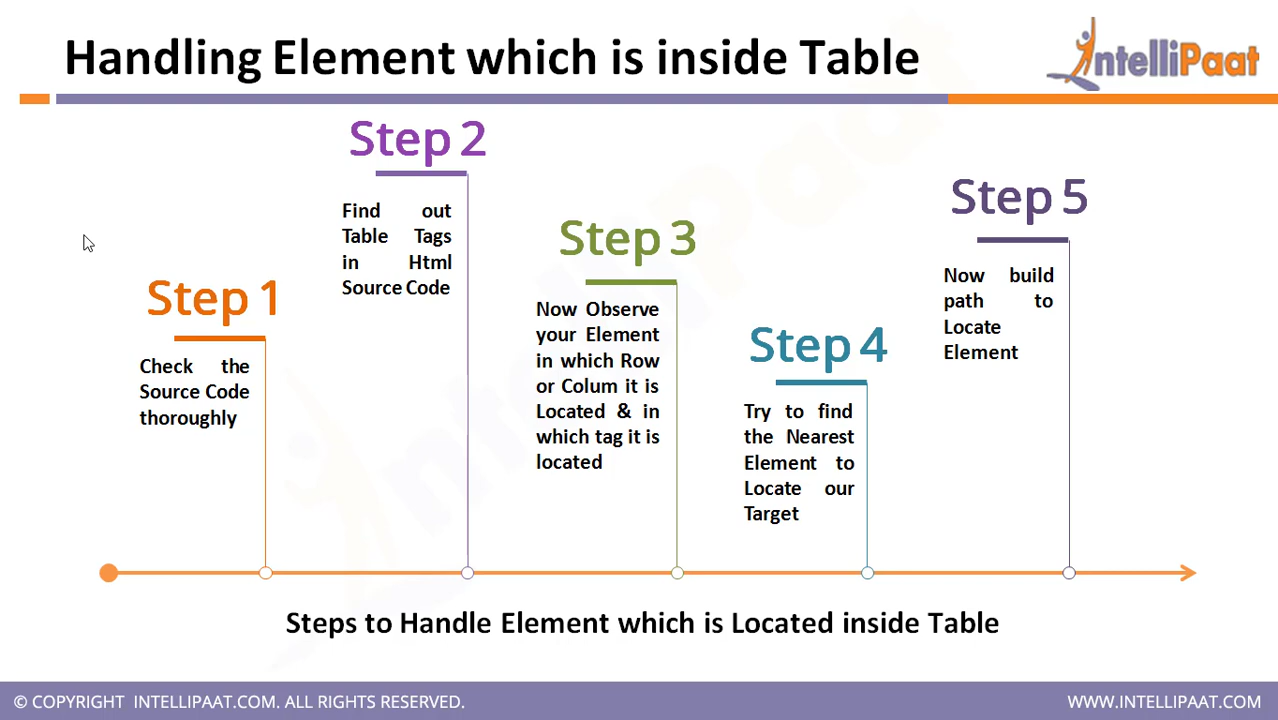 Handling Element which is inside Table
IntelliPaat
Step 1
Check the
Source Code
thoroughly
Step 2
Find out
Table Tags
in Html
Source Code
Step 3
Now Observe
your Element
in which Row
or Colum it is
Located & in
which tag it is
located
Step 4
Try to find
the Nearest
Element to
Locate our
Target
Step 5
Now build
path to
Locate
Element
Steps to Handle Element which is Located inside Table
© COPYRIGHT INTELLIPAAT.COM. ALL RIGHTS RESERVED.
WWW.INTELLIPAAT.COM